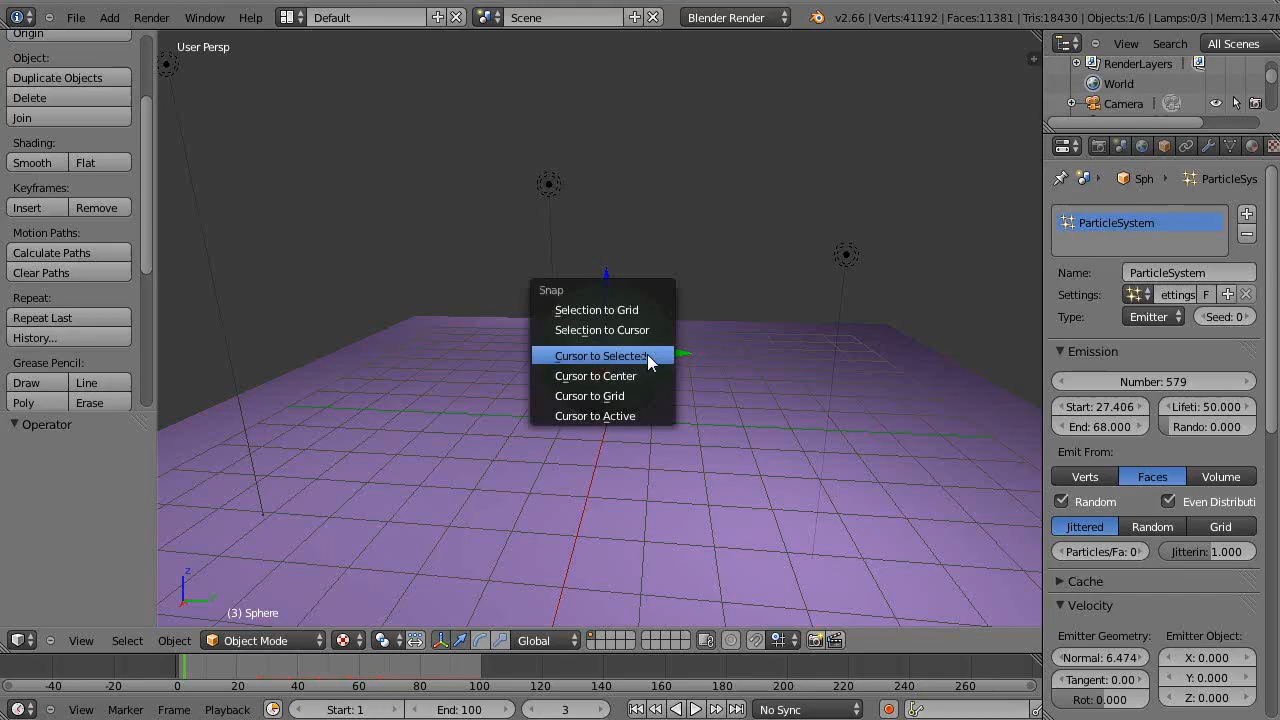 File Add Render Window Help Default Scene Blender Render v2.66 | Verts:41192 | Faces:11381 | Tris:18430 | Objects:1/6 | Lamps:0/3 | Mem:13.47
Origin
Object:
Duplicate Objects
Delete
Join
Shading:
Smooth Flat
Keyframes:
Insert Remove
Motion Paths:
Calculate Paths
Clear Paths
Repeat:
Repeat Last
History...
Grease Pencil:
Draw Line
Poly Erase
Operator
User Persp
Snap
Selection to Grid
Selection to Cursor
Cursor to Selected
Cursor to Center
Cursor to Grid
Cursor to Active
z
(3) Sphere
View Search All Scenes
RenderLayers
World
Camera
Sph ParticleSys
ParticleSystem
Name: ParticleSystem
Settings: ettings F
Type: Emitter Seed: 0
Emission
Number: 579
Start: 27.406 Lifeti: 50.000
End: 68.000 Rando: 0.000
Emit From:
Verts Faces Volume
Random Even Distributi
Jittered Random Grid
Particles/Fa: 0 Jitterin: 1.000
Cache
Velocity
Emitter Geometry: Emitter Object:
Normal: 6.474 X: 0.000
Tangent: 0.00 Y: 0.000
Rot: 0.000 Z: 0.000
View Select Object Object Mode Global
-40 -20 0 20 40 60 80 100 120 140 160 180 200 220 240 260
View Marker Frame Playback Start: 1 End: 100 3 No Sync